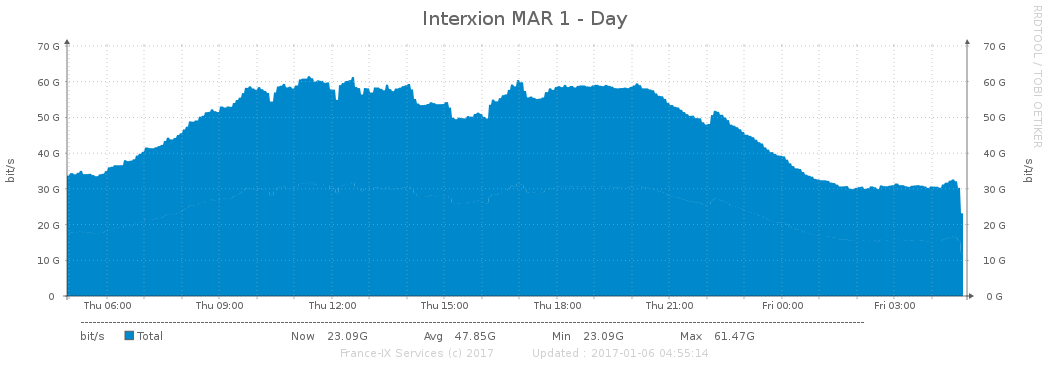 Interxion MAR 1 - Day
RRDTOOL / TOBI OETIKER
70 G 70 G
60 G 60 G
50 G 50 G
40 G 40 G
30 G 30 G
20 G 20 G
10 G 10 G
0 0 G
bit/s bit/s
Thu 06:00 Thu 09:00 Thu 12:00 Thu 15:00 Thu 18:00 Thu 21:00 Fri 00:00 Fri 03:00
bit/s Total Now 23.09G Avg 47.85G Min 23.09G Max 61.47G
France-IX Services (c) 2017 Updated : 2017-01-06 04:55:14